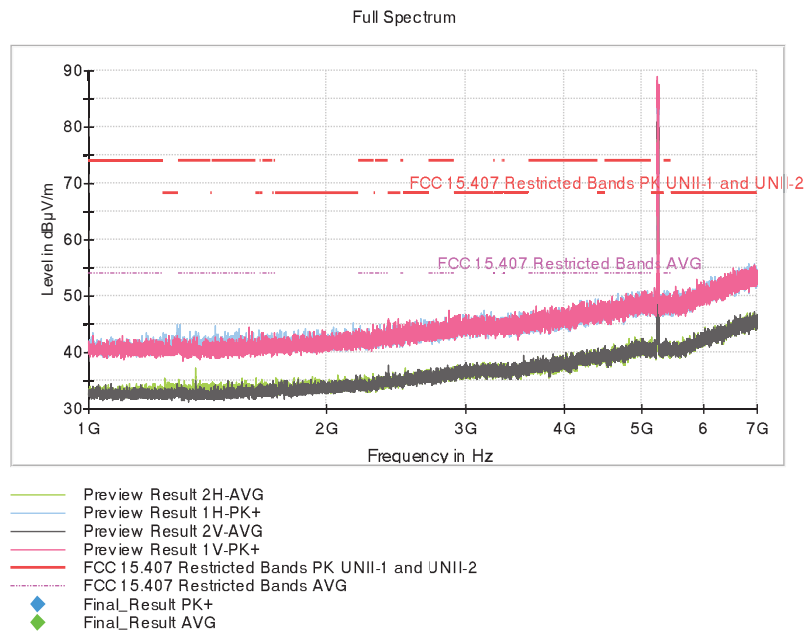 Full Spectrum
90
80
70
60
50
40
30
Level in dBµV/m
FCC 15.407 Restricted Bands PK UNII-1 and UNII-2
FCC 15.407 Restricted Bands AVG
1G 2G 3G 4G 5G 6 7G
Frequency in Hz
Preview Result 2H-AVG
Preview Result 1H-PK+
Preview Result 2V-AVG
Preview Result 1V-PK+
FCC 15.407 Restricted Bands PK UNII-1 and UNII-2
FCC 15.407 Restricted Bands AVG
Final_Result PK+
Final_Result AVG